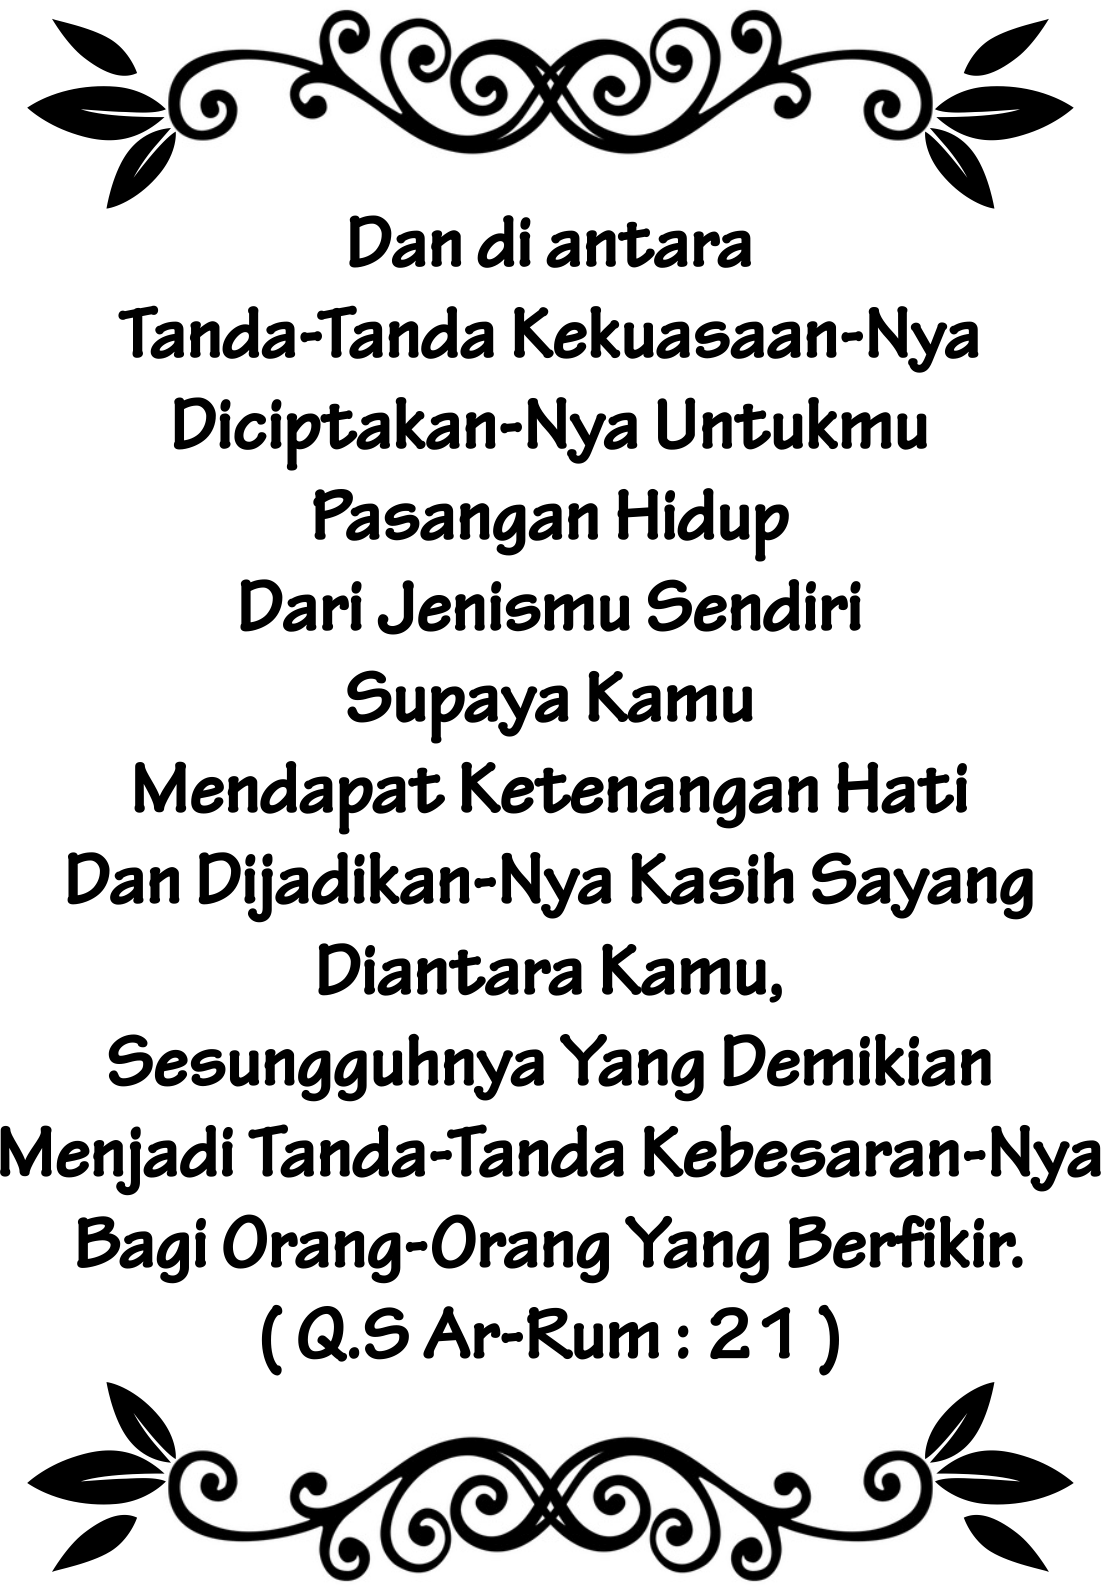 Dan di antara
Tanda-Tanda Kekuasaan-Nya
Diciptakan-Nya Untukmu
Pasangan Hidup
Dari Jenismu Sendiri
Supaya Kamu
Mendapat Ketenangan Hati
Dan Dijadikan-Nya Kasih Sayang
Diantara Kamu,
Sesungguhnya Yang Demikian
Menjadi Tanda-Tanda Kebesaran-Nya
Bagi Orang-Orang Yang Berfikir.
( Q.S Ar-Rum : 21 )